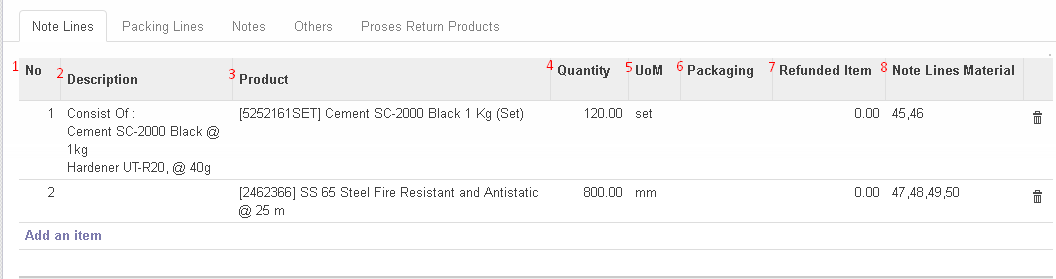 Note Lines Packing Lines Notes Others Proses Return Products
1 No 2 Description 3 Product 4 Quantity 5 UoM 6 Packaging 7 Refunded Item 8 Note Lines Material
1 Consist Of : [5252161SET] Cement SC-2000 Black 1 Kg (Set) 120.00 set 0.00 45,46
Cement SC-2000 Black @
1kg
Hardener UT-R20, @ 40g
2 [2462366] SS 65 Steel Fire Resistant and Antistatic 800.00 mm 0.00 47,48,49,50
@ 25 m
Add an item